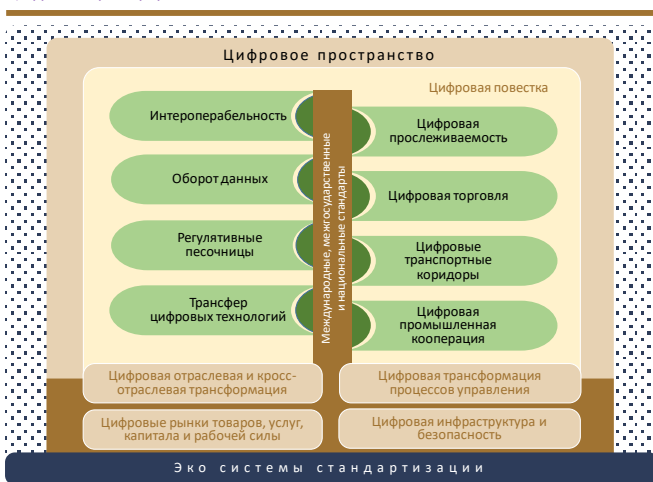 Цифровое пространство
Цифровая повестка
Интероперабельность
Оборот данных
Регулятивные
песочницы
Трансфер
цифровых технологий
Международные, межгосударственные
и национальные стандарты
Цифровая
прослеживаемость
Цифровая торговля
Цифровые
транспортные
коридоры
Цифровая
промышленная
кооперация
Цифровая отраслевая и кросс-
отраслевая трансформация
Цифровая трансформация
процессов управления
Цифровые рынки товаров, услуг,
капитала и рабочей силы
Цифровая инфраструктура и
безопасность
Эко системы стандартизации